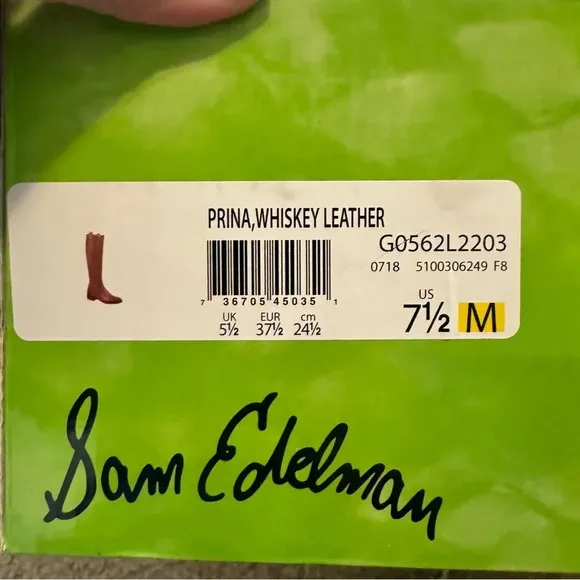 PRINA,WHISKEY LEATHER
G0562L2203
0718 5100306249 F8
7 36705 45035 1
UK EUR cm
5½ 37½ 24½
US
7½ M
Sam Edelman